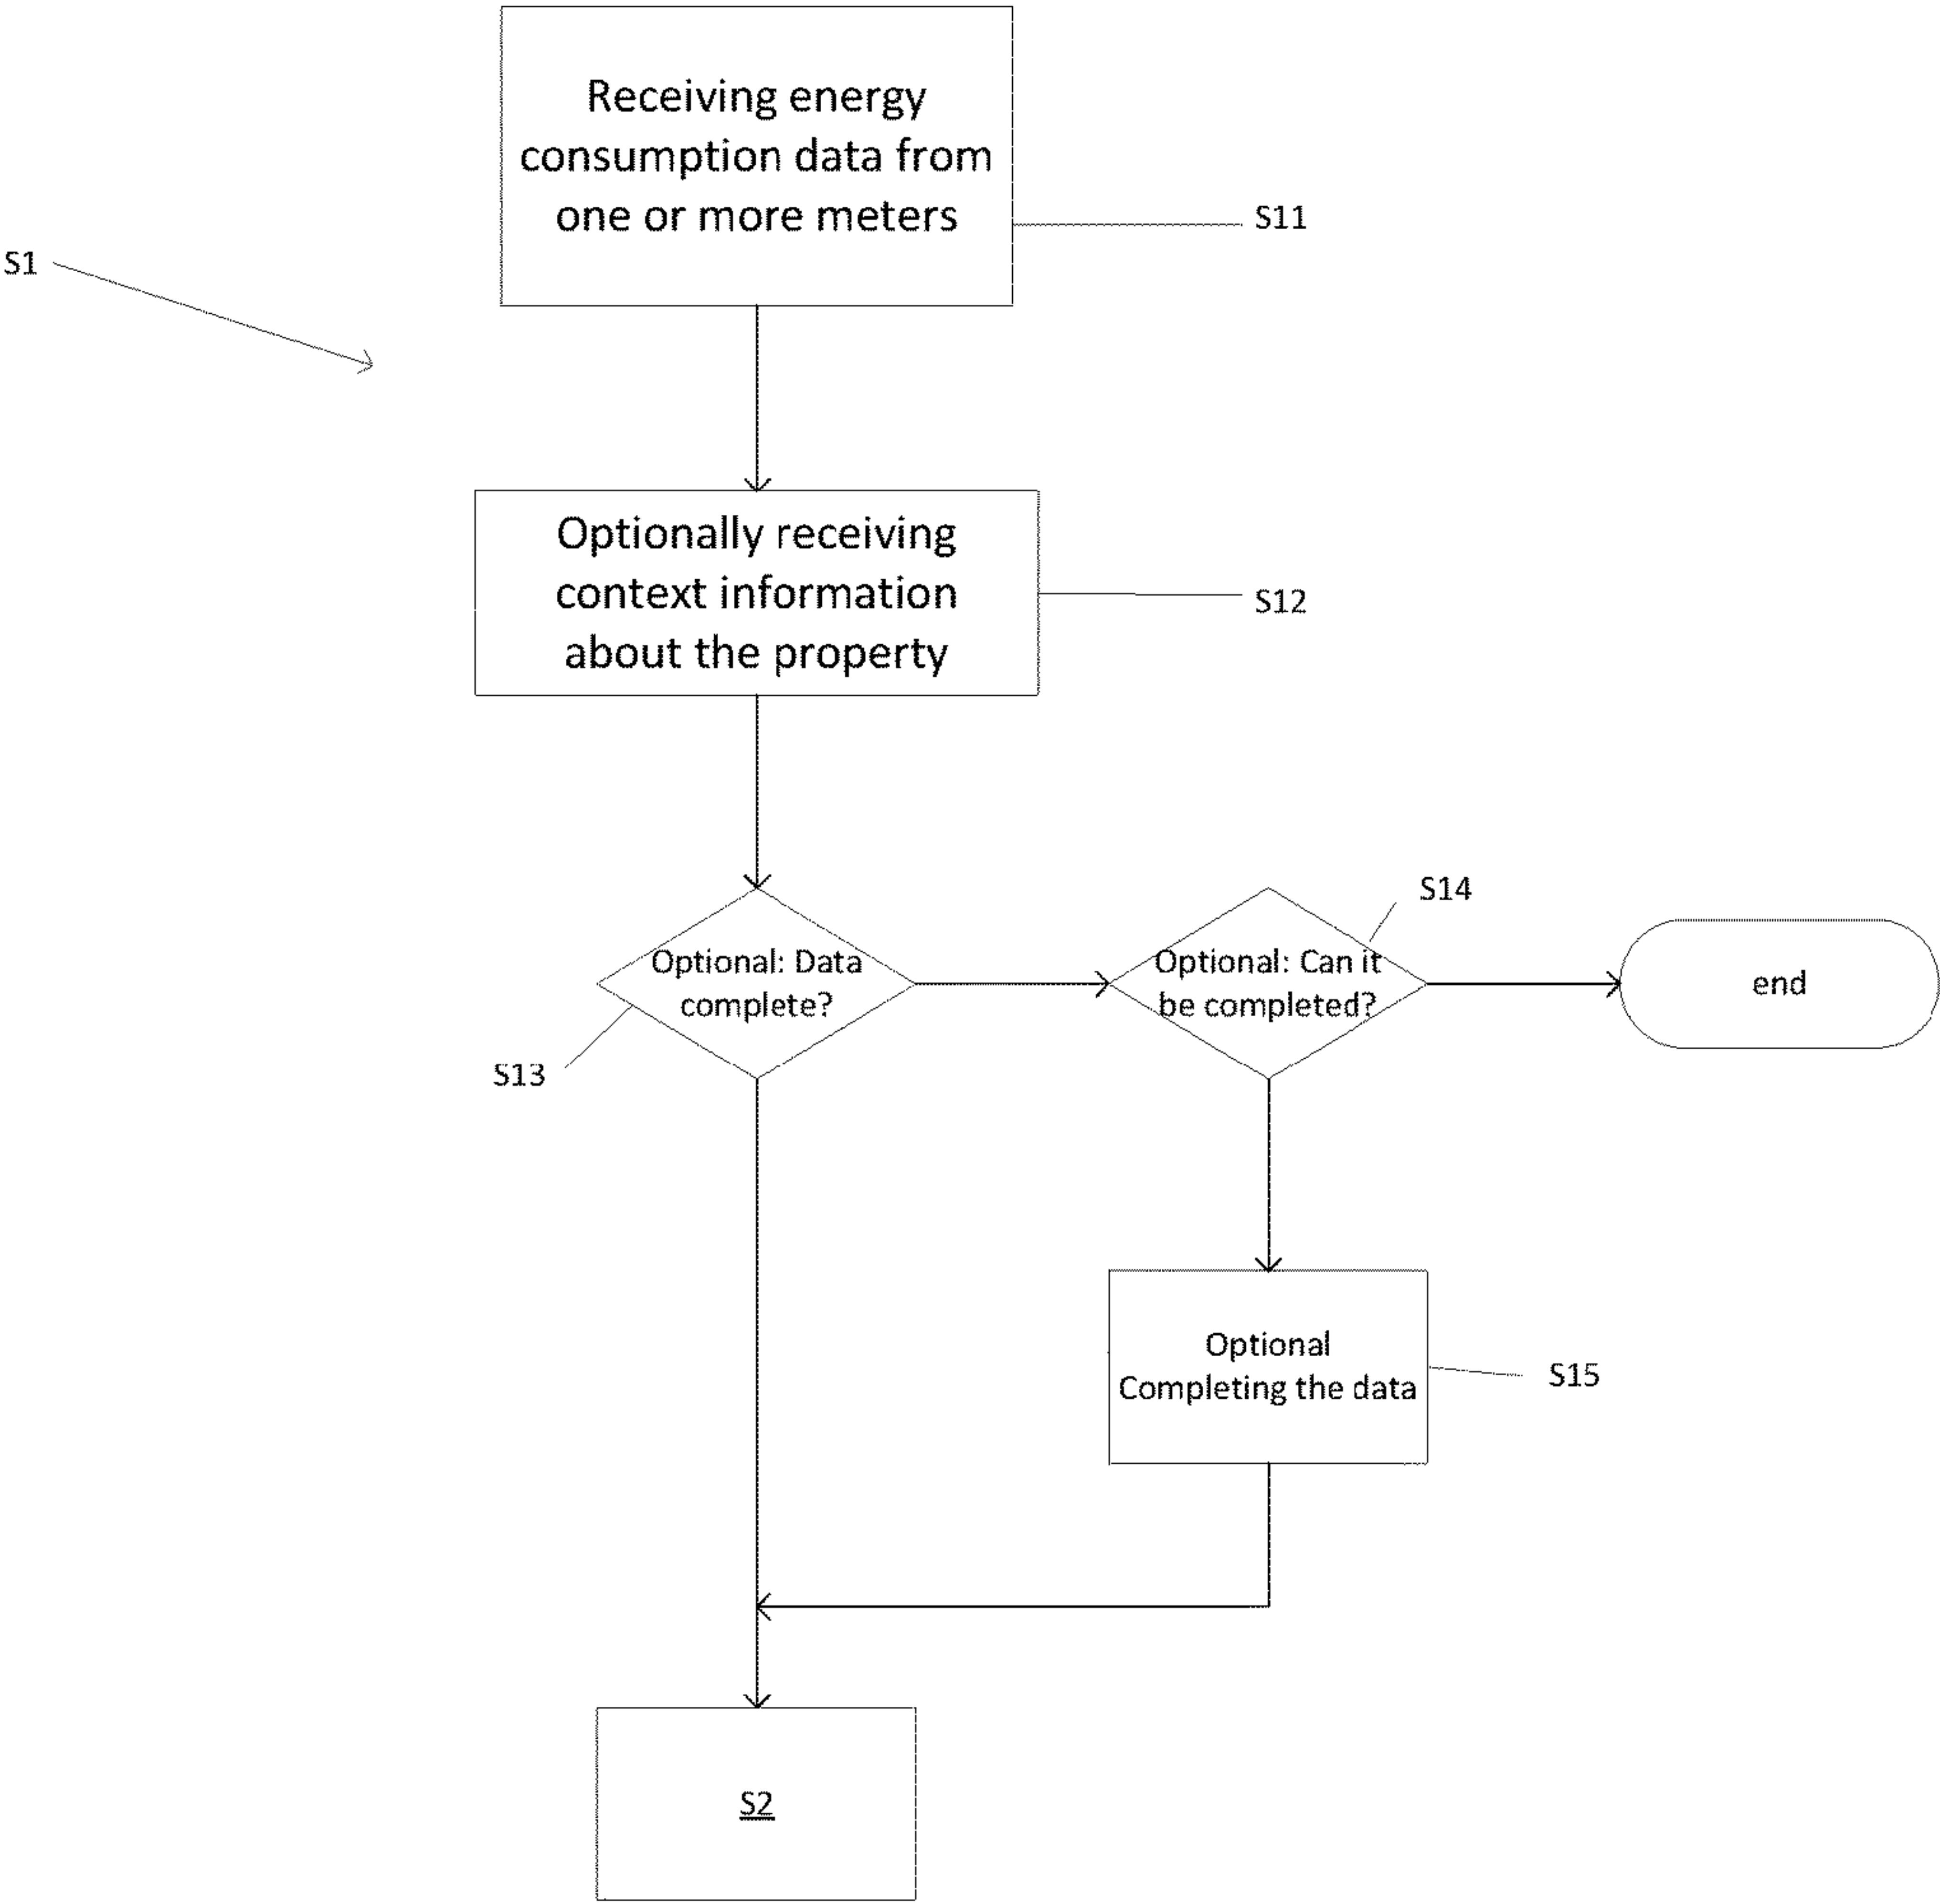 Receiving energy
consumption data from
one or more meters
S11
S1
Optionally receiving
context information
about the property
S12
S14
Optional: Data
complete?
Optional: Can it
be completed?
end
S13
Optional
Completing the data
S15
S2